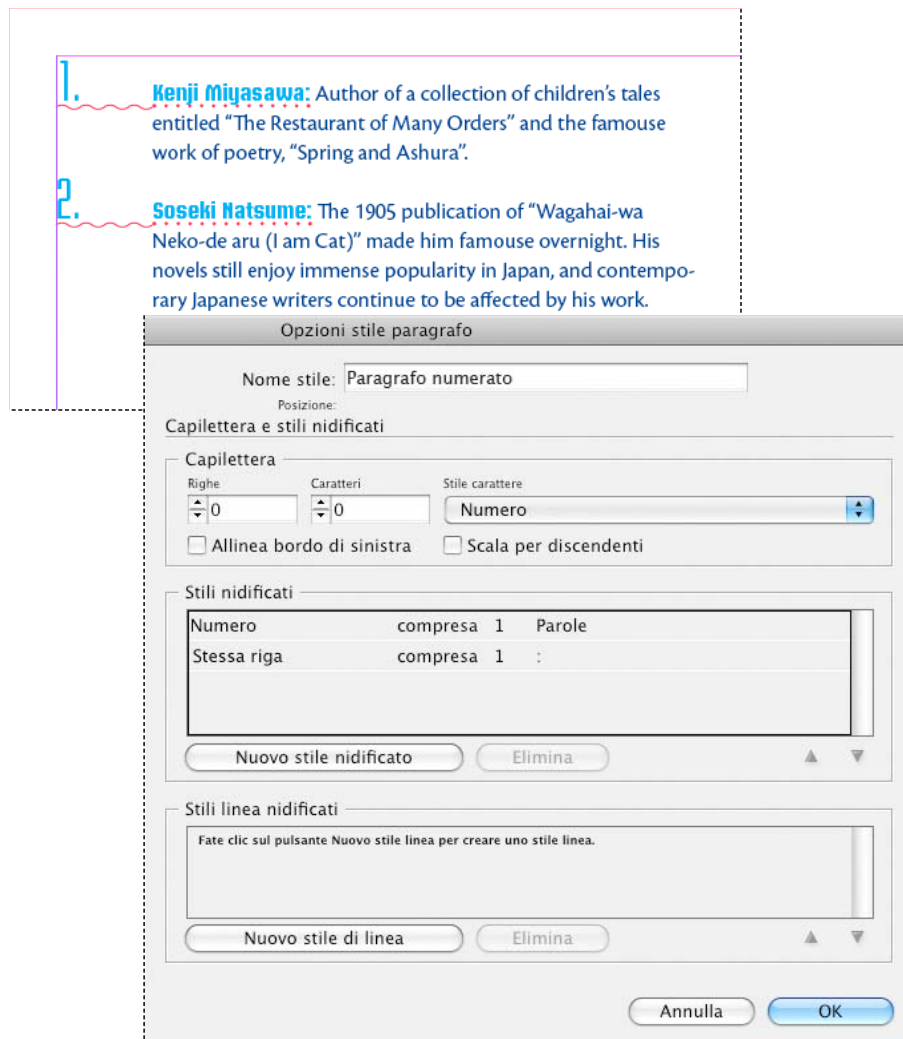 1. Kenji Miyasawa: Author of a collection of children’s tales
entitled “The Restaurant of Many Orders” and the famouse
work of poetry, “Spring and Ashura”.
2. Soseki Natsume: The 1905 publication of “Wagahai-wa
Neko-de aru (I am Cat)” made him famouse overnight. His
novels still enjoy immense popularity in Japan, and contempo-
rary Japanese writers continue to be affected by his work.
Opzioni stile paragrafo
Nome stile: Paragrafo numerato
Posizione:
Capilettera e stili nidificati
Capilettera
Righe Caratteri Stile carattere
0 0 Numero
Allinea bordo di sinistra Scala per discendenti
Stili nidificati
Numero compresa 1 Parole
Stessa riga compresa 1 :
Nuovo stile nidificato Elimina
Stili linea nidificati
Fate clic sul pulsante Nuovo stile linea per creare uno stile linea.
Nuovo stile di linea Elimina
Annulla OK